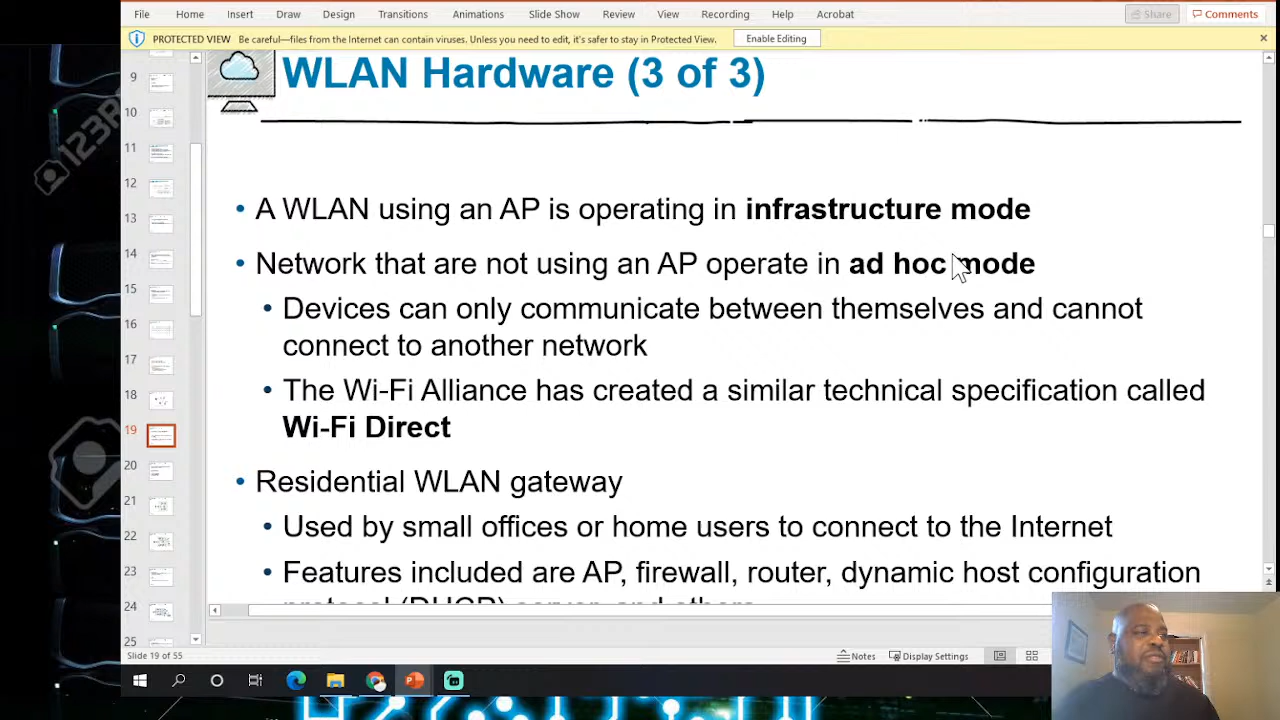 File Home Insert Draw Design Transitions Animations Slide Show Review View Recording Help Acrobat Share Comments
PROTECTED VIEW Be careful—files from the Internet can contain viruses. Unless you need to edit, it's safer to stay in Protected View. Enable Editing
WLAN Hardware (3 of 3)
• A WLAN using an AP is operating in infrastructure mode
• Network that are not using an AP operate in ad hoc mode
• Devices can only communicate between themselves and cannot
connect to another network
• The Wi-Fi Alliance has created a similar technical specification called
Wi-Fi Direct
• Residential WLAN gateway
• Used by small offices or home users to connect to the Internet
• Features included are AP, firewall, router, dynamic host configuration
protocol (DHCP) server and others
9
10
11
12
13
14
15
16
17
18
19
20
21
22
23
24
25
Slide 19 of 55
Notes Display Settings